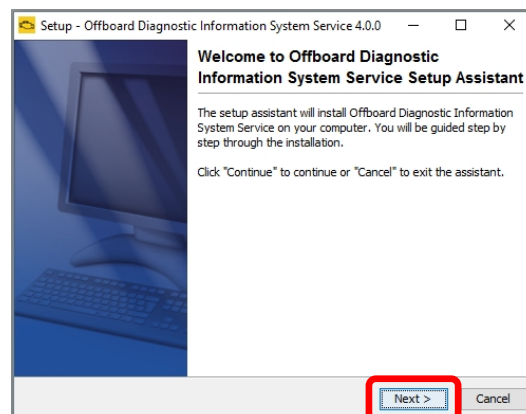 Setup - Offboard Diagnostic Information System Service 4.0.0
Welcome to Offboard Diagnostic
Information System Service Setup Assistant
The setup assistant will install Offboard Diagnostic Information
System Service on your computer. You will be guided step by
step through the installation.
Click "Continue" to continue or "Cancel" to exit the assistant.
Next >
Cancel